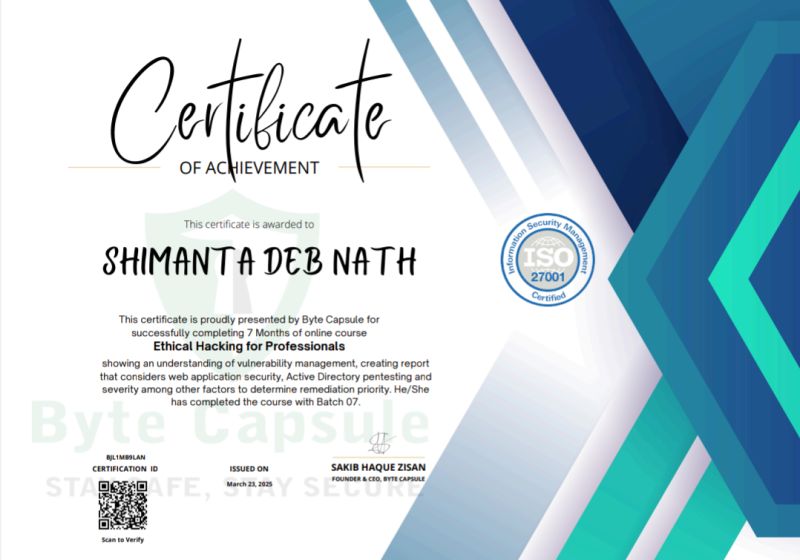 Certificate
OF ACHIEVEMENT
This certificate is awarded to
SHIMANTA DEB NATH
This certificate is proudly presented by Byte Capsule for
successfully completing 7 Months of online course
Ethical Hacking for Professionals
showing an understanding of vulnerability management, creating report
that considers web application security, Active Directory pentesting and
severity among other factors to determine remediation priority. He/She
has completed the course with Batch 07.
Byte Capsule
STAY SAFE, STAY SECURE
BJL1MB9LAN
CERTIFICATION ID
Scan to Verify
ISSUED ON
March 23, 2025
SAKIB HAQUE ZISAN
FOUNDER & CEO, BYTE CAPSULE
Information Security Management
ISO
27001
Certified